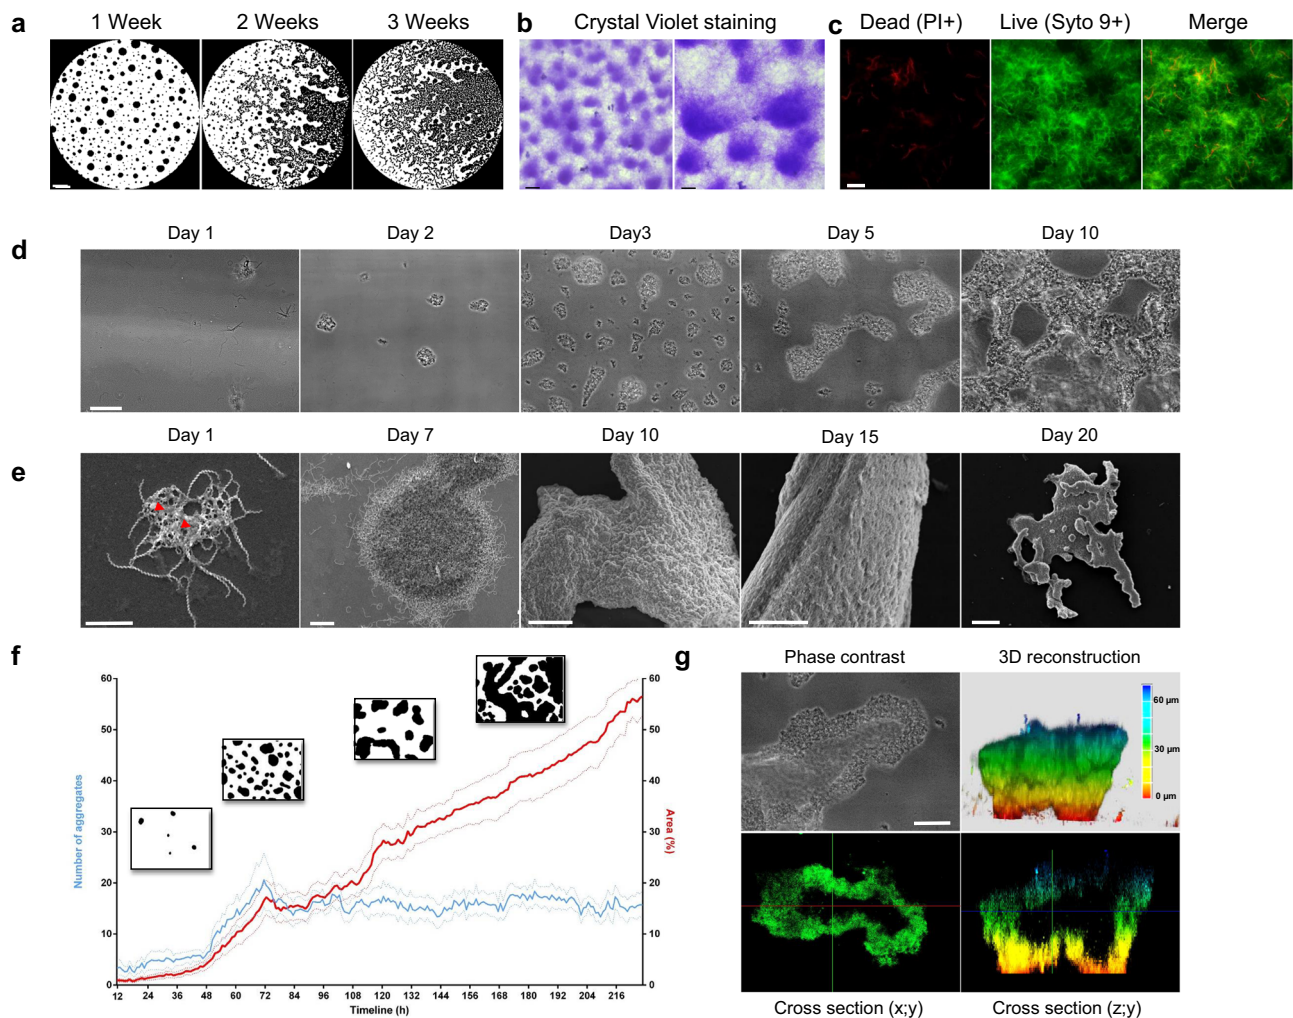 a
1 Week
2 Weeks
3 Weeks
b
Crystal Violet staining
c
Dead (PI+)
Live (Syto 9+)
Merge
d
Day 1
Day 2
Day3
Day 5
Day 10
e
Day 1
Day 7
Day 10
Day 15
Day 20
f
Number of aggregates
60
50
40
30
20
10
0
12 24 36 48 60 72 84 96 108 120 132 144 156 168 180 192 204 216
Timeline (h)
60
50
40
30
20
10
0
Area (%)
g
Phase contrast
3D reconstruction
60 µm
30 µm
0 µm
Cross section (x;y)
Cross section (z;y)